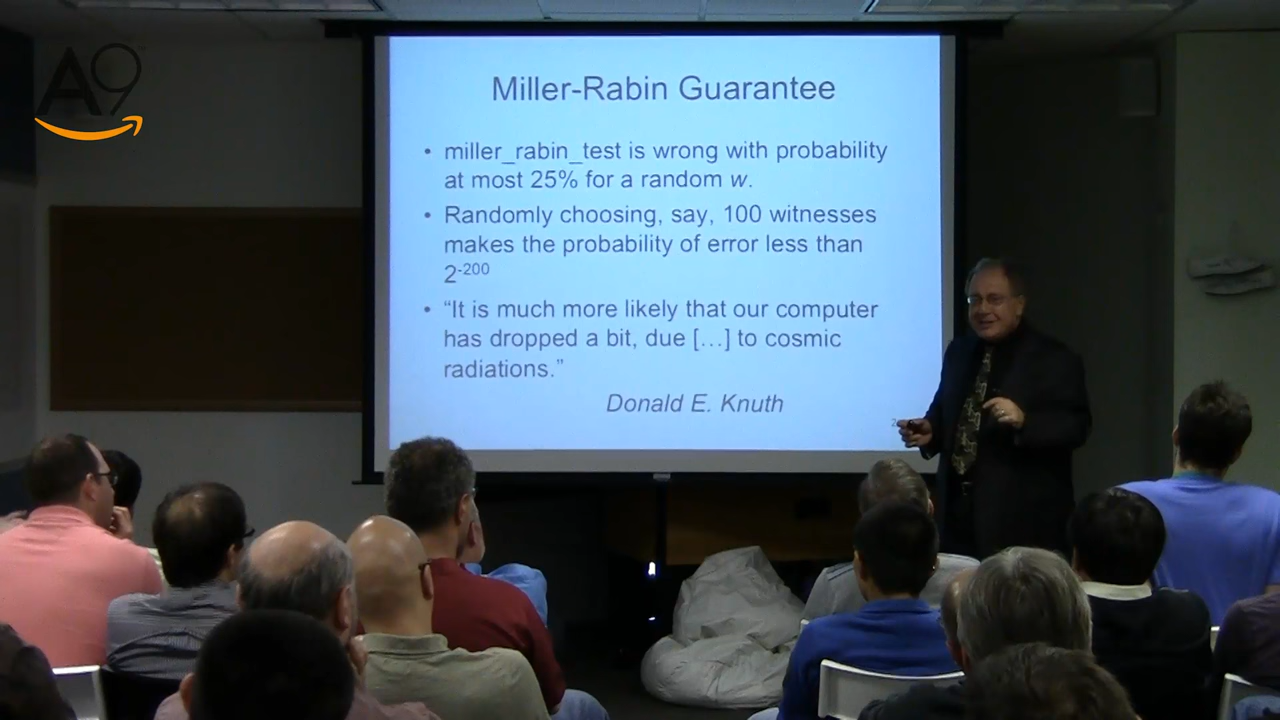 A9
Miller-Rabin Guarantee
• miller_rabin_test is wrong with probability
at most 25% for a random w.
• Randomly choosing, say, 100 witnesses
makes the probability of error less than
2-200
• “It is much more likely that our computer
has dropped a bit, due […] to cosmic
radiations.”
Donald E. Knuth